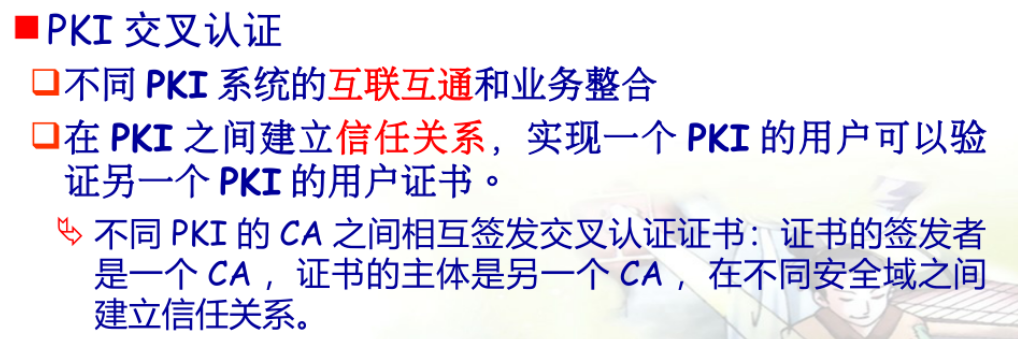 PKI 交叉认证
不同 PKI 系统的互联互通和业务整合
在 PKI 之间建立信任关系，实现一个 PKI 的用户可以验
证另一个 PKI 的用户证书。
不同 PKI 的 CA 之间相互签发交叉认证证书：证书的签发者
是一个 CA ，证书的主体是另一个 CA ，在不同安全域之间
建立信任关系。